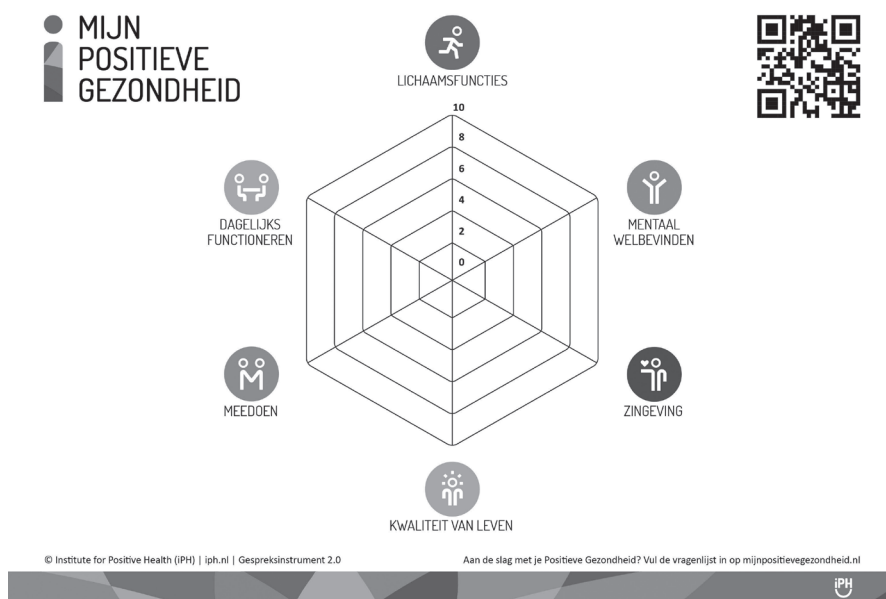 MIJN
POSITIEVE
GEZONDHEID
LICHAAMSFUNCTIES
10
8
6
4
2
0
DAGELIJKS
FUNCTIONEREN
MENTAAL
WELBEVINDEN
MEEDOEN
ZINGEVING
KWALITEIT VAN LEVEN
© Institute for Positive Health (iPH) | iph.nl | Gespreksinstrument 2.0
Aan de slag met je Positieve Gezondheid? Vul de vragenlijst in op mijnpositievegezondheid.nl
iPH